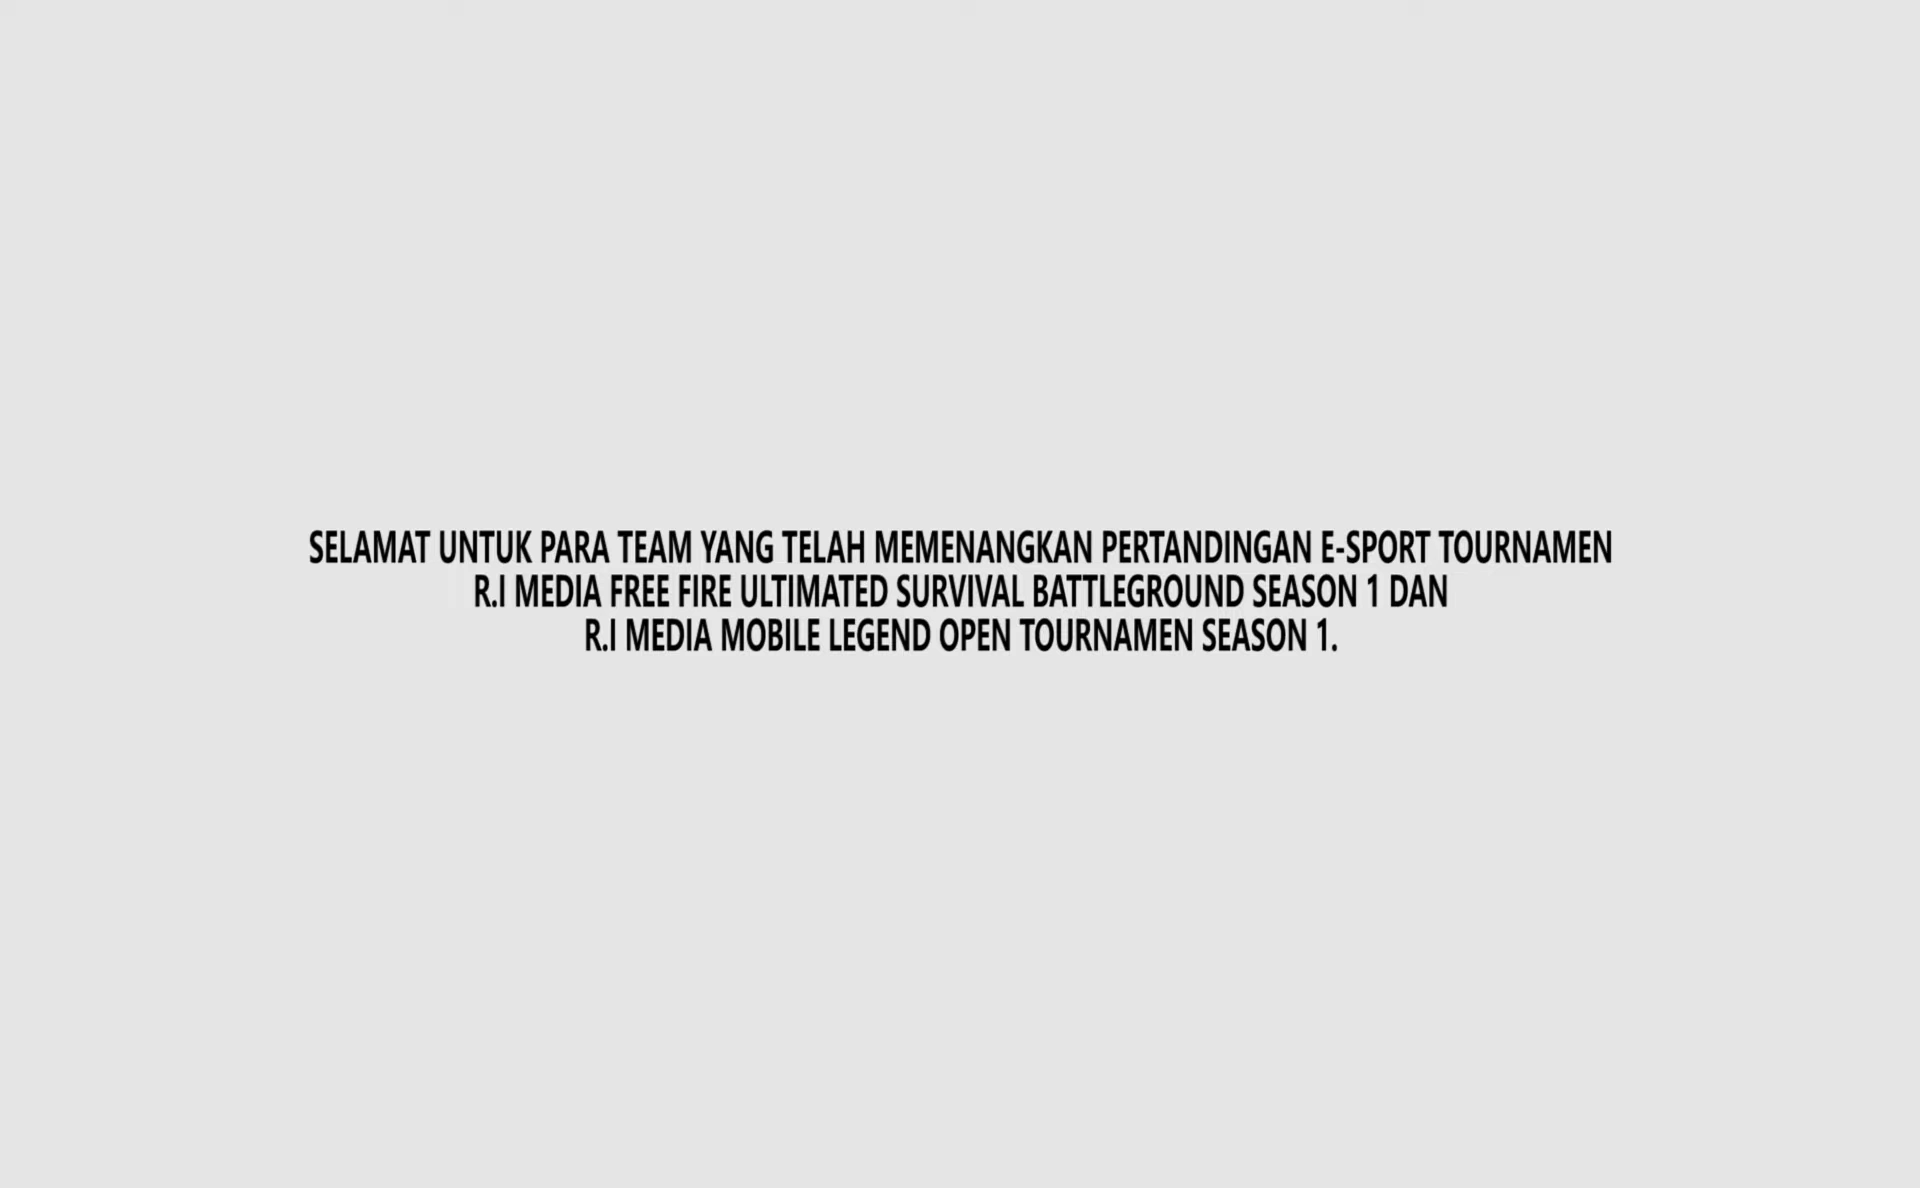 SELAMAT UNTUK PARA TEAM YANG TELAH MEMENANGKAN PERTANDINGAN E-SPORT TOURNAMEN
R.I MEDIA FREE FIRE ULTIMATED SURVIVAL BATTLEGROUND SEASON 1 DAN
R.I MEDIA MOBILE LEGEND OPEN TOURNAMEN SEASON 1.